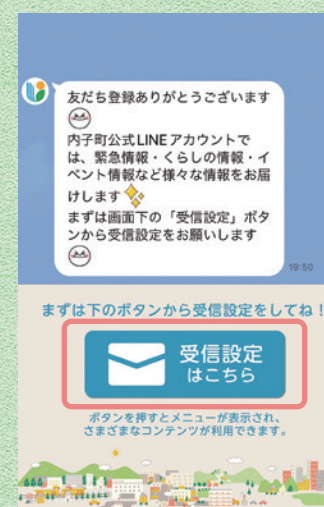 友だち登録ありがとうございます
内子町公式LINEアカウントで
は、緊急情報・くらしの情報・イ
ベント情報など様々な情報をお届
けします
まずは画面下の「受信設定」ボタ
ンから受信設定をお願いします
19:50
まずは下のボタンから受信設定をしてね!
受信設定
はこちら
ボタンを押すとメニューが表示され、
さまざまなコンテンツが利用できます。